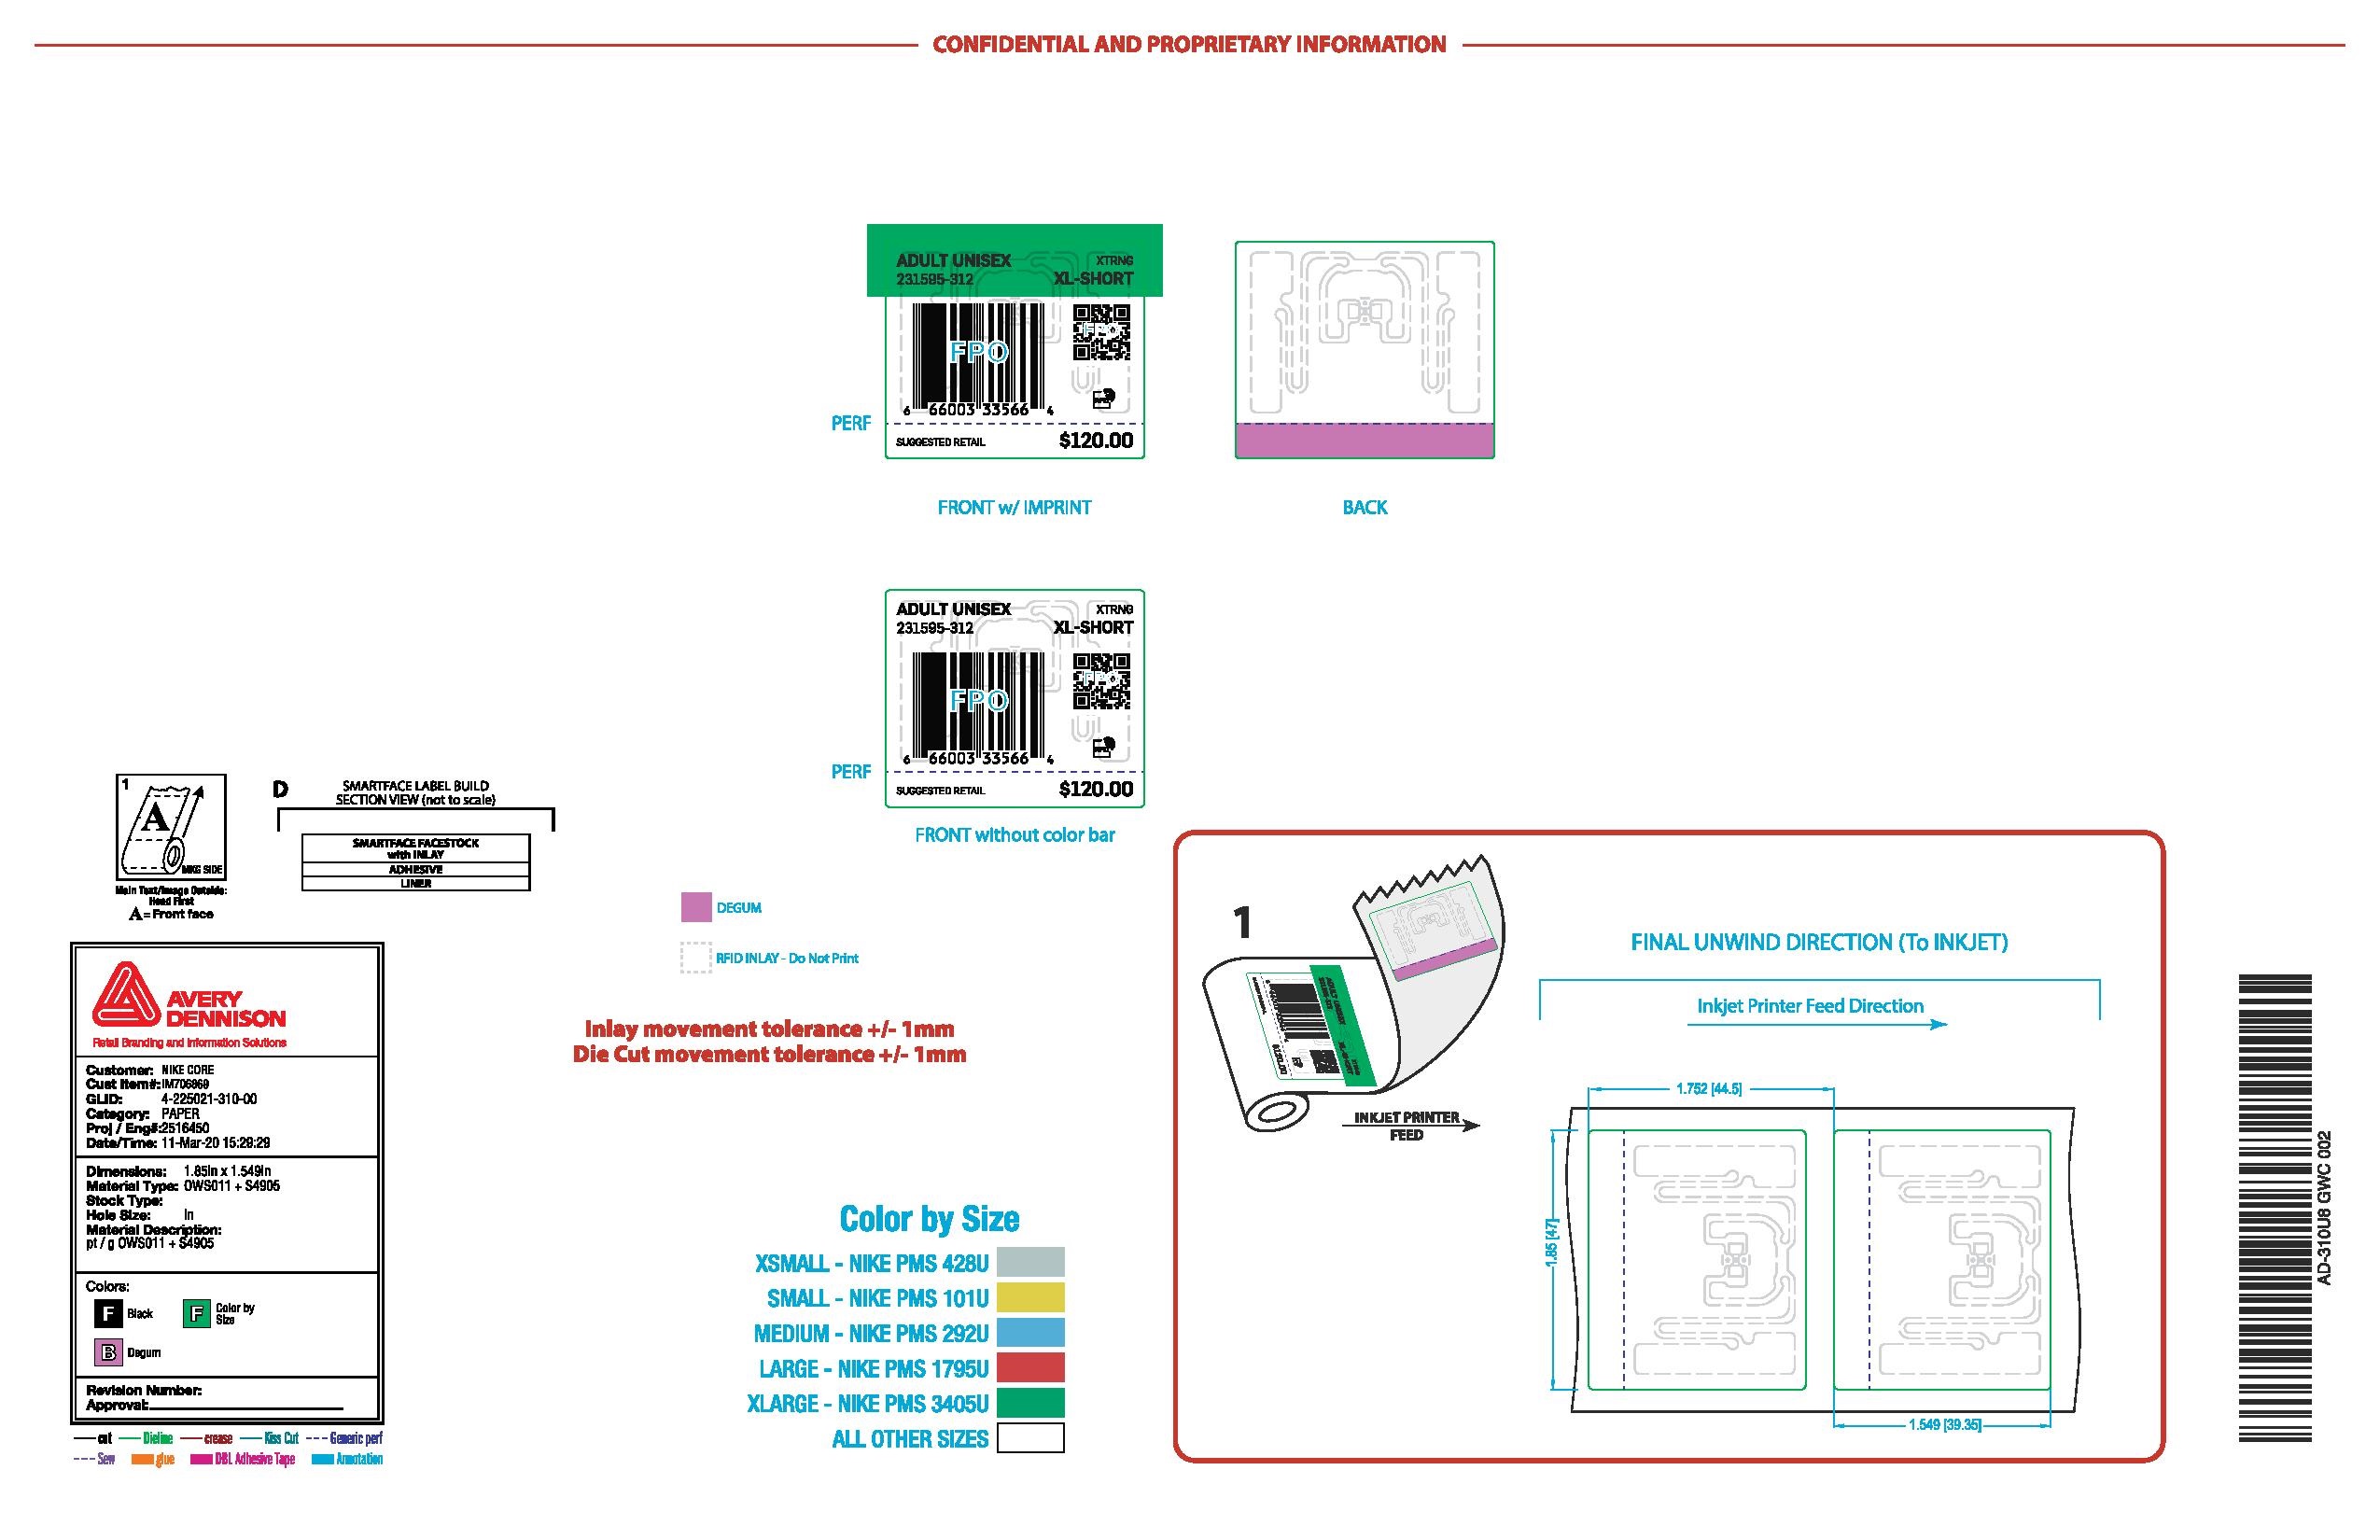 CONFIDENTIAL AND PROPRIETARY INFORMATION
ADULT UNISEX
XTRNG
231595-312
XL-SHORT
FPO
FPO
6 66003 33566 4
PERF
SUGGESTED RETAIL
$120.00
FRONT w/ IMPRINT
BACK
ADULT UNISEX
XTRNG
231595-312
XL-SHORT
FPO
FPO
6 66003 33566 4
PERF
SUGGESTED RETAIL
$120.00
FRONT without color bar
1
A
MKG SIDE
Main Text/Image Outside:
Head First
A = Front face
D
SMARTFACE LABEL BUILD
SECTION VIEW (not to scale)
SMARTFACE FACESTOCK
with INLAY
ADHESIVE
LINER
DEGUM
RFID INLAY - Do Not Print
Inlay movement tolerance +/- 1mm
Die Cut movement tolerance +/- 1mm
AVERY
DENNISON
Retail Branding and Information Solutions
Customer: NIKE CORE
Cust Item#: IM706869
GLID: 4-225021-310-00
Category: PAPER
Proj / Eng#: 2516450
Date/Time: 11-Mar-20 15:29:29
Dimensions: 1.85in x 1.549in
Material Type: OWS011 + S4905
Stock Type:
Hole Size: in
Material Description:
pt / g OWS011 + S4905
Colors:
F Black
F Color by
Size
B Degum
Revision Number:
Approval:
cut Dieline crease Kiss Cut Generic perf
Sew glue DBL Adhesive Tape Annotation
Color by Size
XSMALL - NIKE PMS 428U
SMALL - NIKE PMS 101U
MEDIUM - NIKE PMS 292U
LARGE - NIKE PMS 1795U
XLARGE - NIKE PMS 3405U
ALL OTHER SIZES
1
ADULT UNISEX
XL-SHORT
$120.00
INKJET PRINTER
FEED
FINAL UNWIND DIRECTION (To INKJET)
Inkjet Printer Feed Direction
1.752 [44.5]
1.85 [47]
1.549 [39.35]
AD-310U8 GWC 002